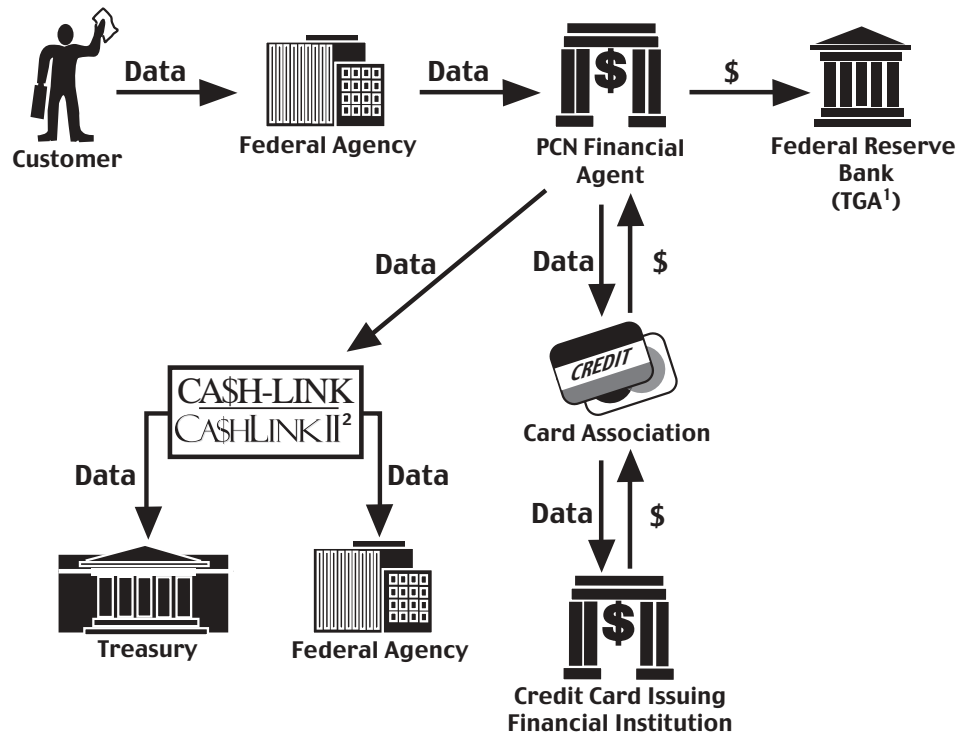 Data
Data
$
Customer
Federal Agency
$
PCN Financial
Agent
Federal Reserve
Bank
(TGA¹)
Data
Data
$
CREDIT
CA$H-LINK
CA$HLINK II²
Card Association
Data
Data
Data
$
Treasury
Federal Agency
$
Credit Card Issuing
Financial Institution